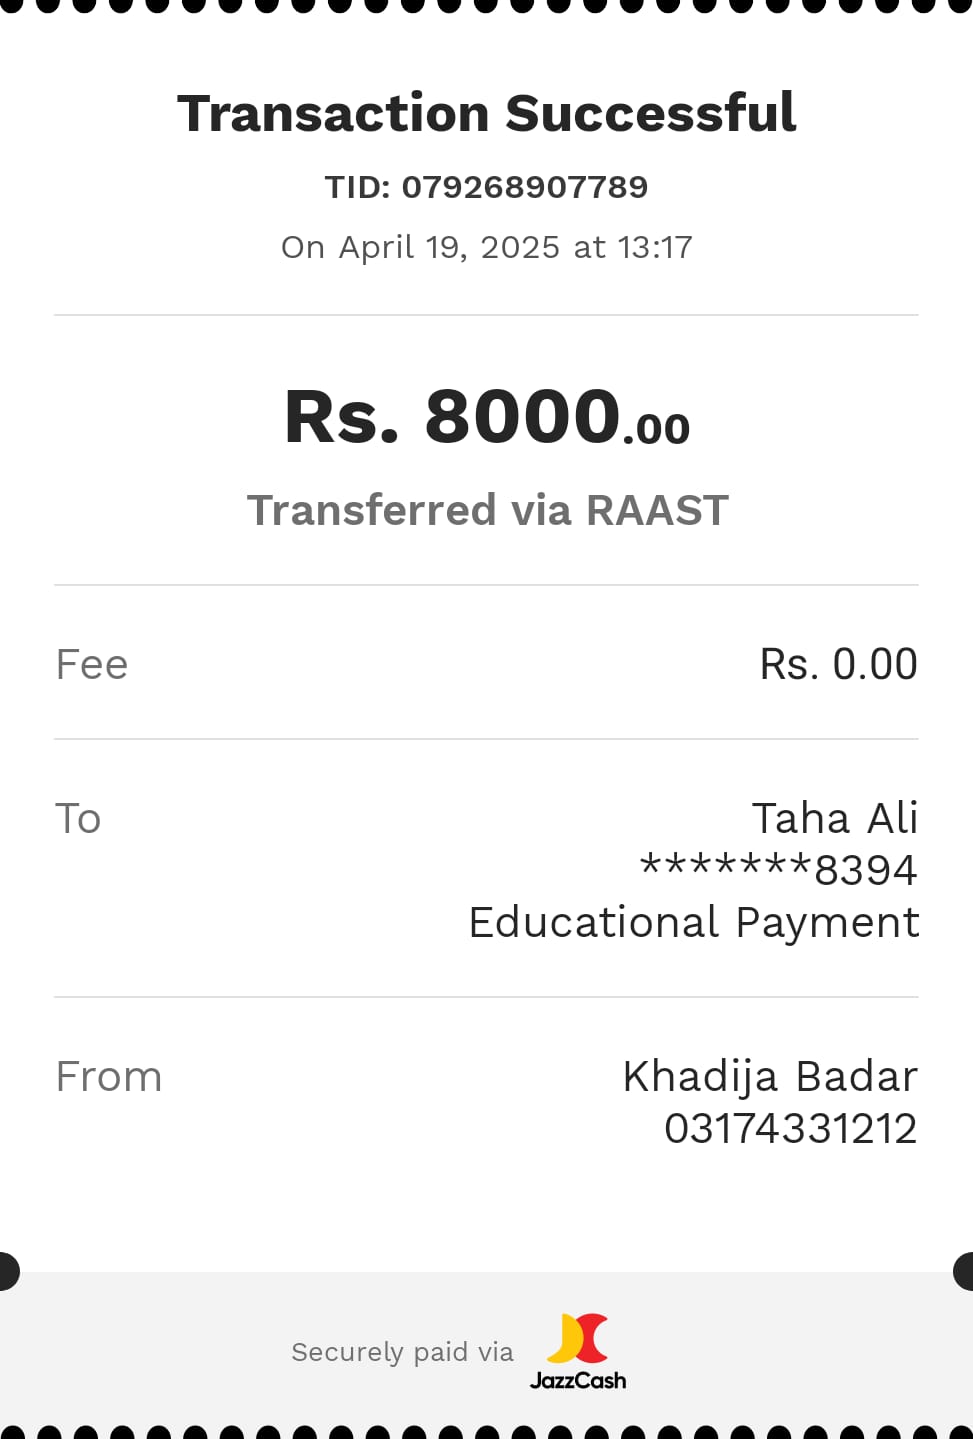 Transaction Successful
TID: 079268907789
On April 19, 2025 at 13:17
Rs. 8000.00
Transferred via RAAST
Fee
Rs. 0.00
To
Taha Ali
*******8394
Educational Payment
From
Khadija Badar
03174331212
Securely paid via
JazzCash